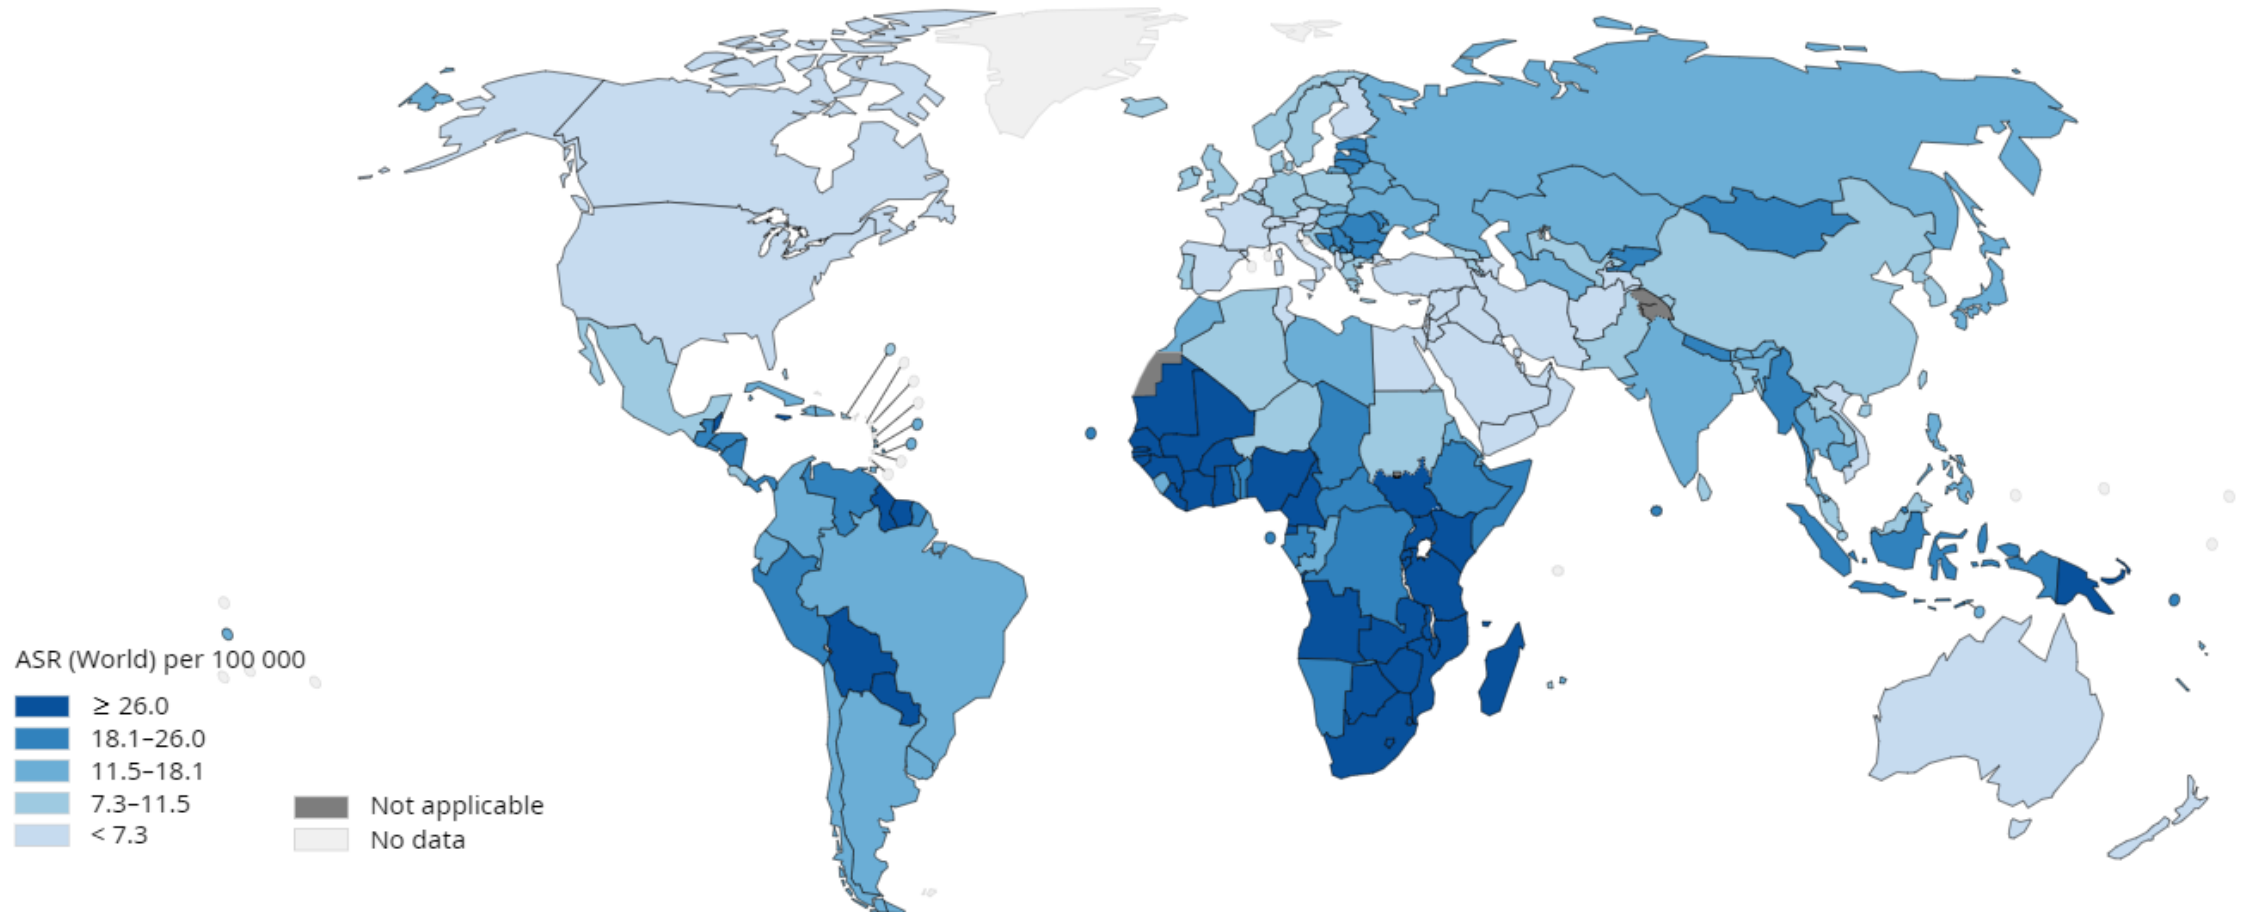 ASR (World) per 100 000
≥ 26.0
18.1–26.0
11.5–18.1
7.3–11.5
< 7.3
Not applicable
No data